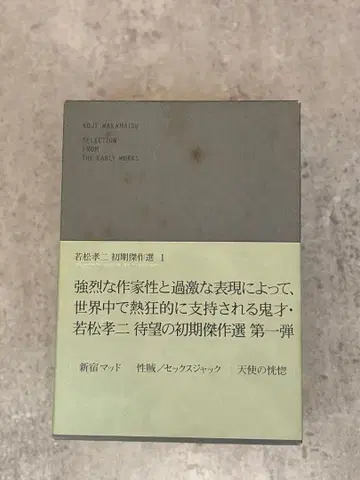 KOJI WAKAMATSU
SELECTION
FROM
THE EARLY WORKS
若松孝二 初期傑作選 1
強烈な作家性と過激な表現によって、
世界中で熱狂的に支持される鬼才・
若松孝二 待望の初期傑作選 第一弾
新宿マッド 性賊/セックスジャック 天使の恍惚